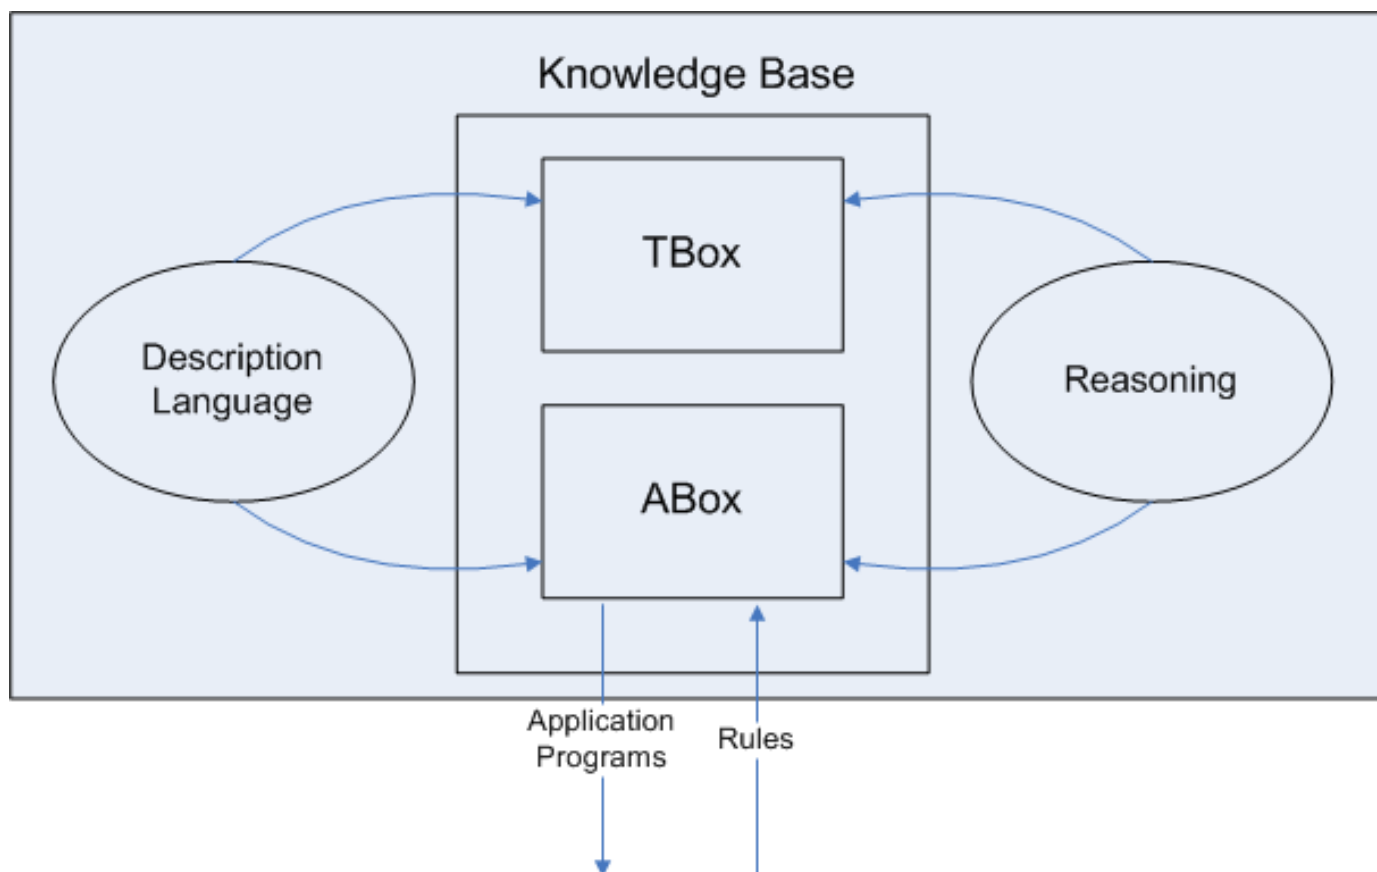 Knowledge Base
TBox
Description
Language
Reasoning
ABox
Application
Programs
Rules